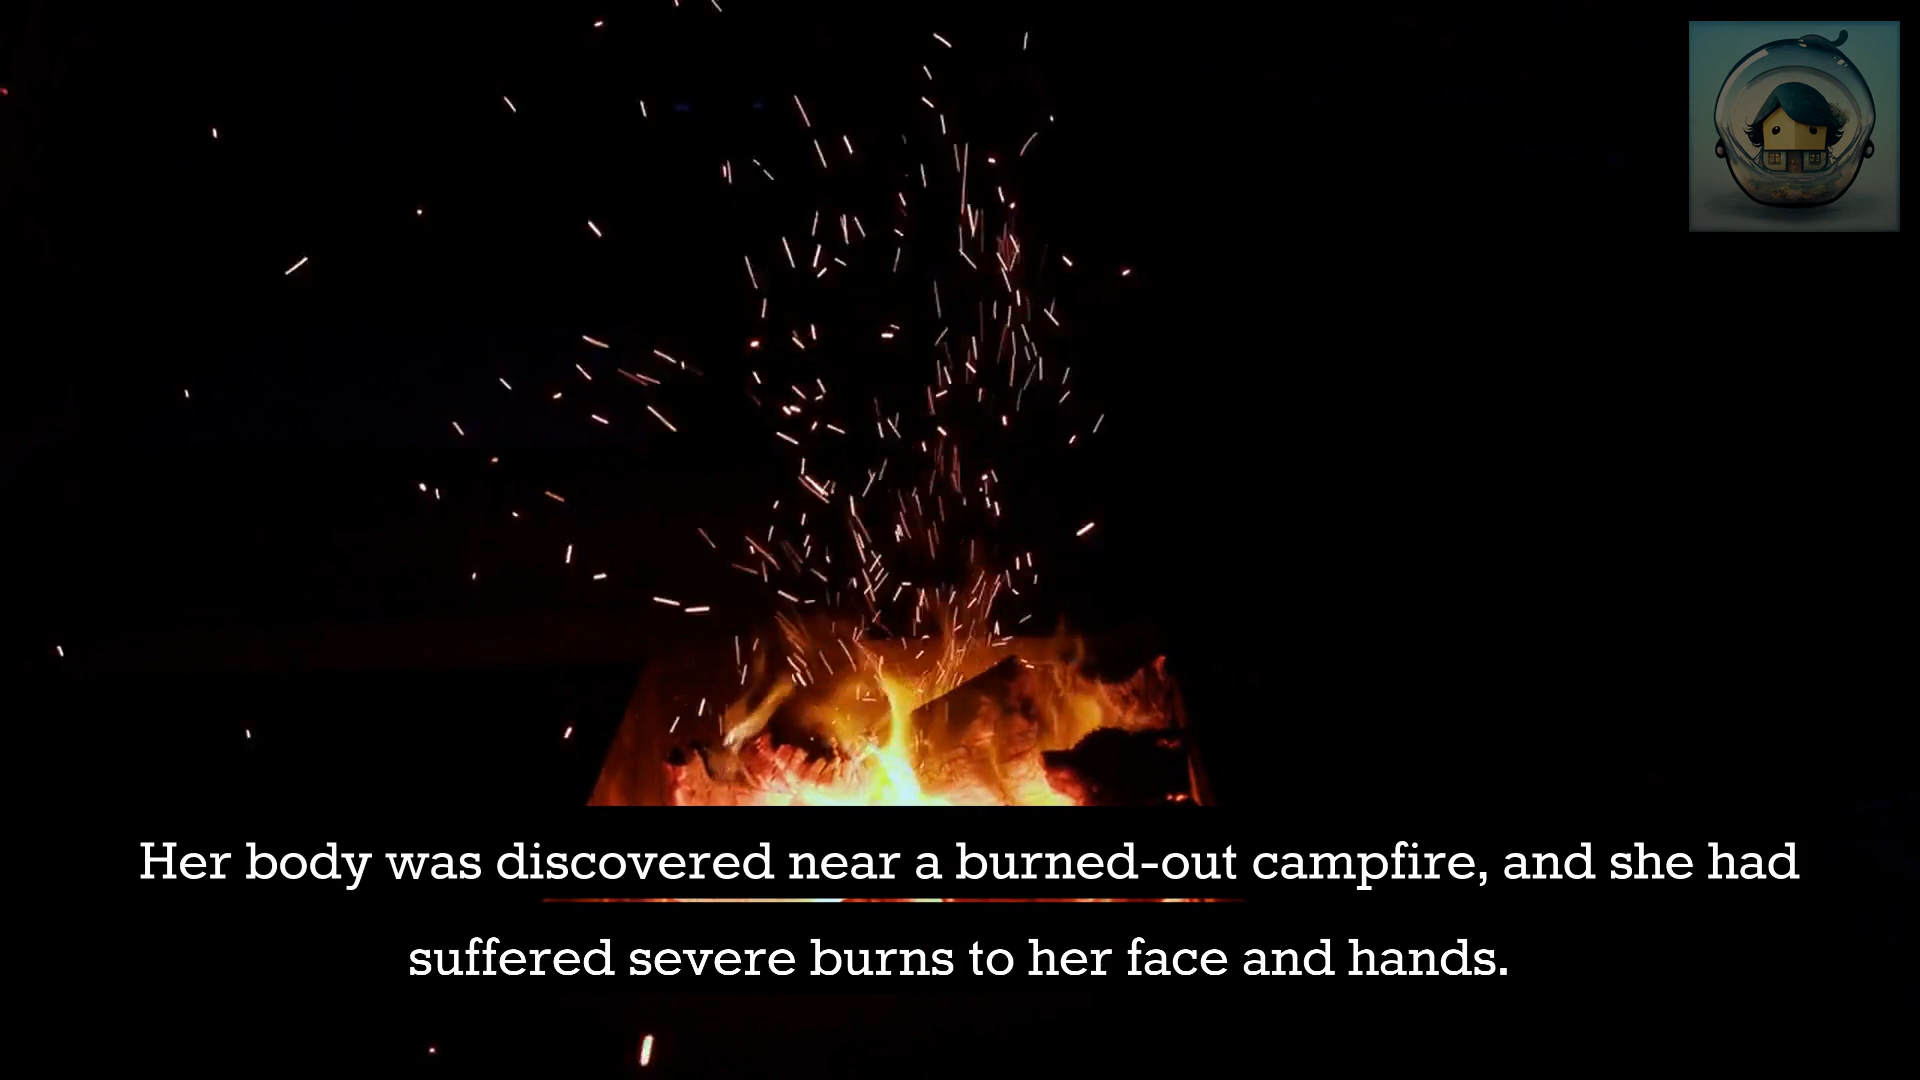 Her body was discovered near a burned-out campfire, and she had
suffered severe burns to her face and hands.